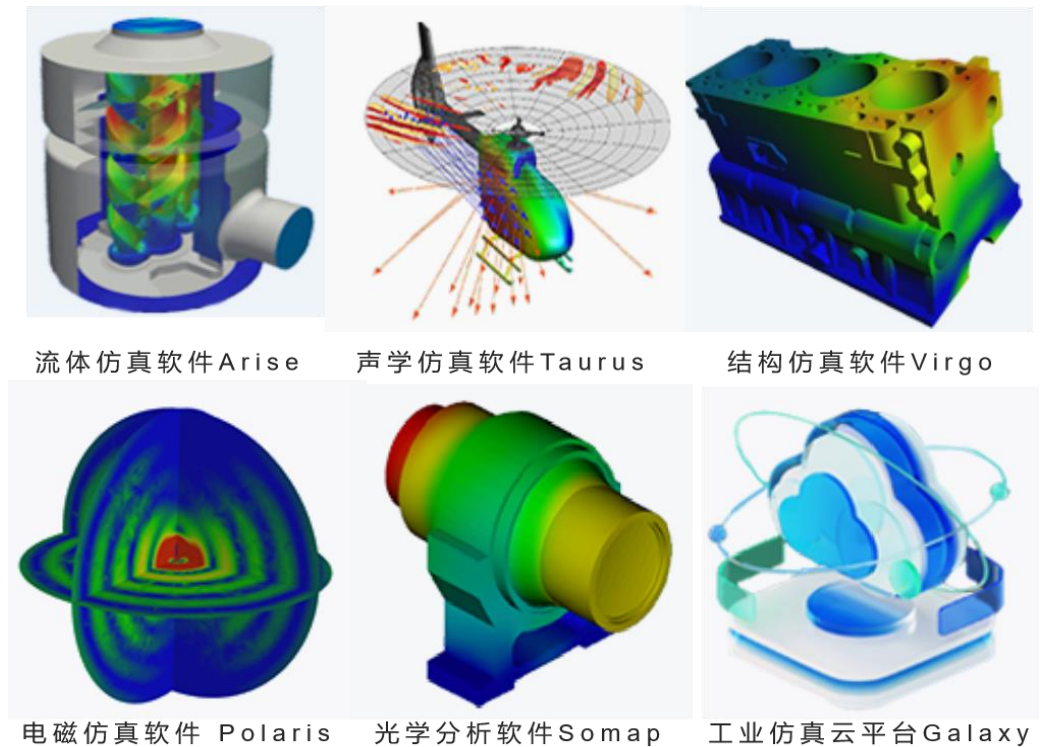 流体仿真软件Arise
声学仿真软件Taurus
结构仿真软件Virgo
电磁仿真软件 Polaris
光学分析软件Somap
工业仿真云平台Galaxy